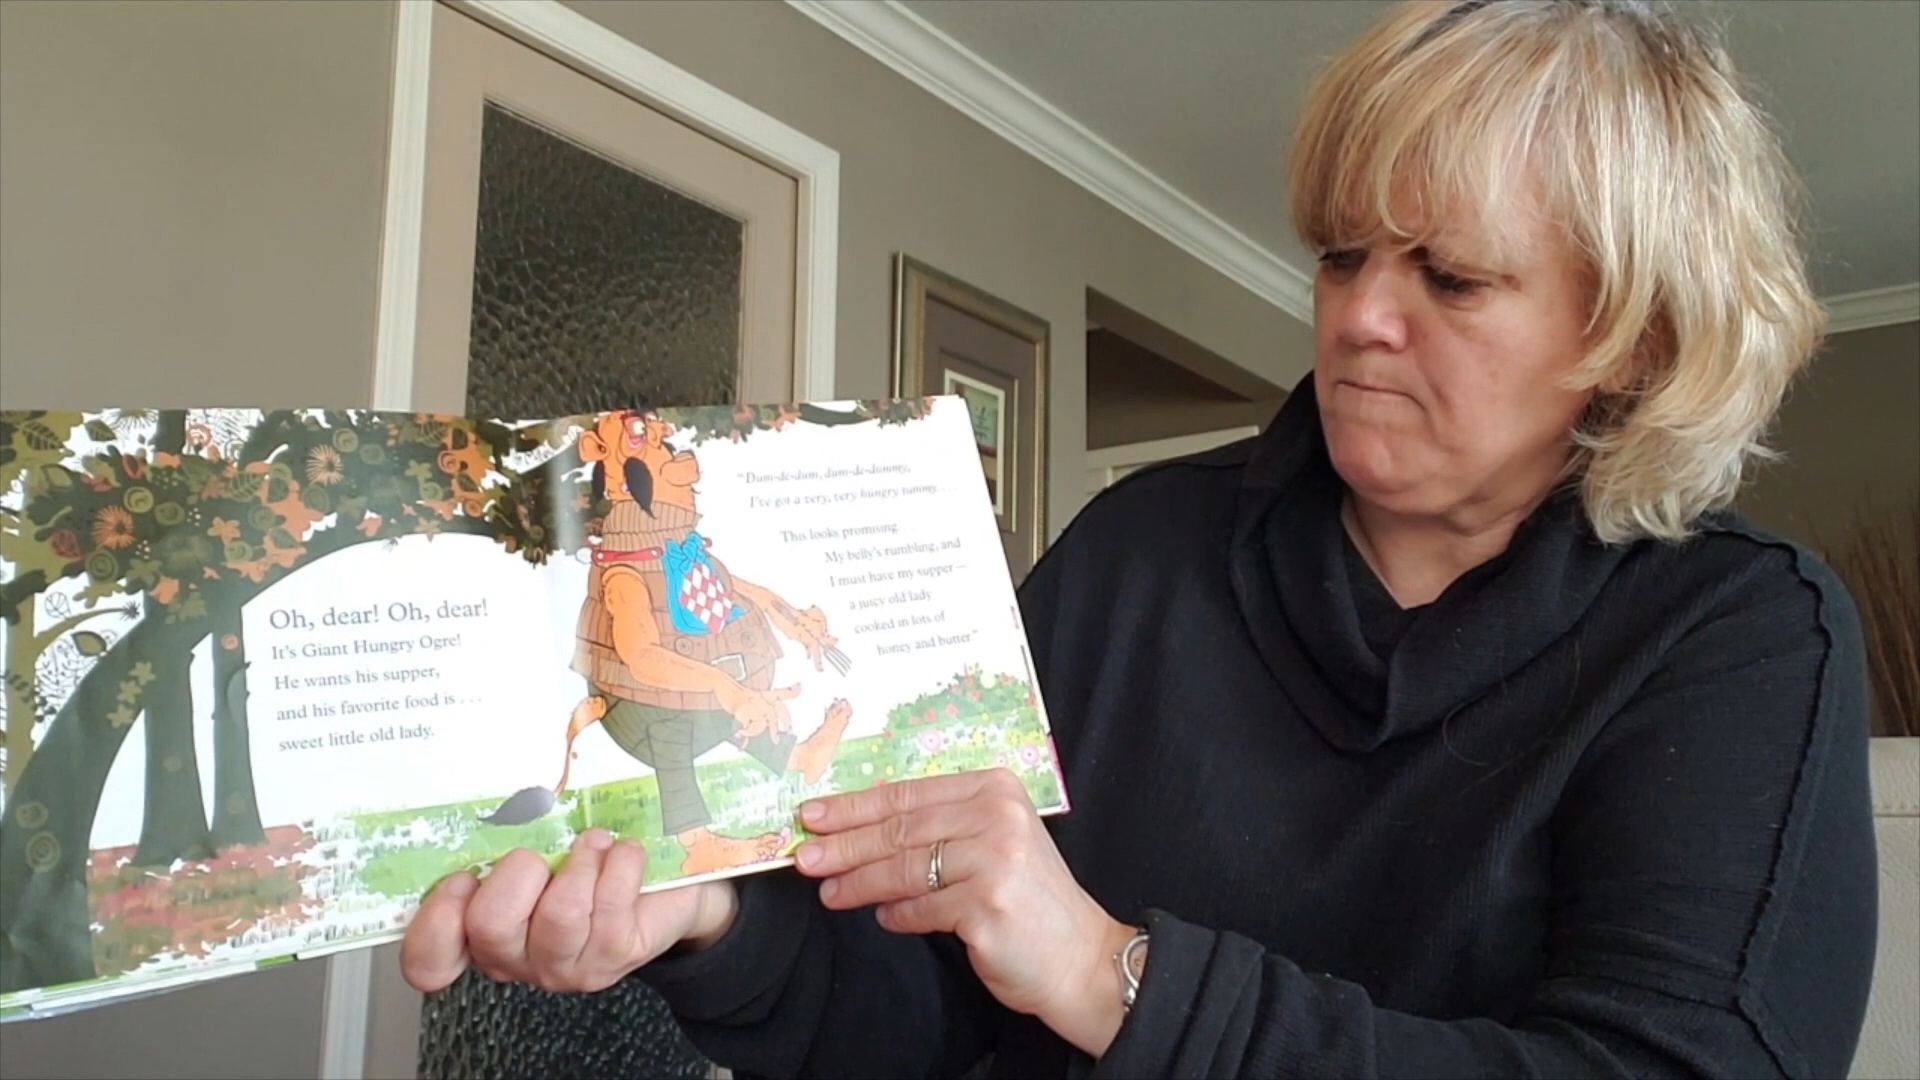 Oh, dear! Oh, dear!
It's Giant Hungry Ogre!
He wants his supper,
and his favorite food is . . .
sweet little old lady.
"Dum-de-dum, dum-de-dummy,
I've got a very, very hungry tummy. . . .
This looks promising. . .
My belly's rumbling, and
I must have my supper —
a juicy old lady
cooked in lots of
honey and butter"